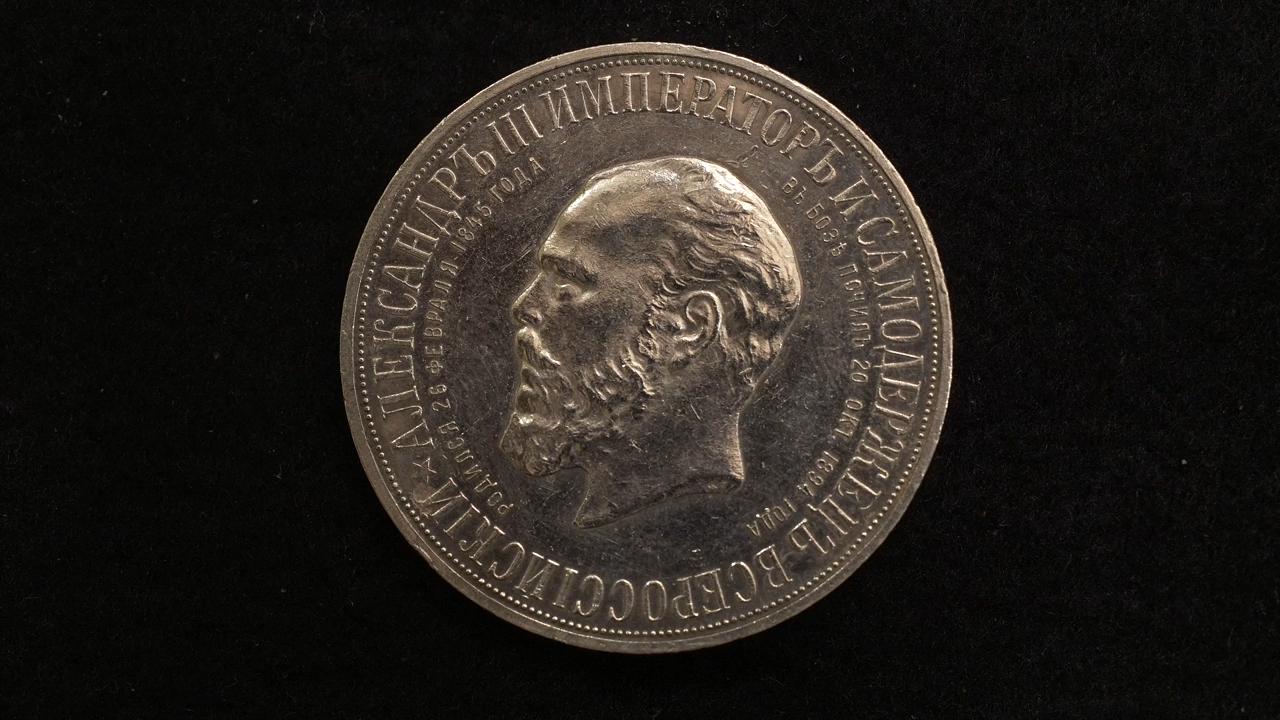 АЛЕКСАНДРЪ III ИМПЕРАТОРЪ И САМОДЕРЖЕЦЪ ВСЕРОССІЙСКІЙ
РОДИЛСЯ 26 ФЕВРАЛЯ 1845 ГОДА
ВЪ БОЗѢ ПОЧИЛЪ 20 ОКТ. 1894 ГОДА